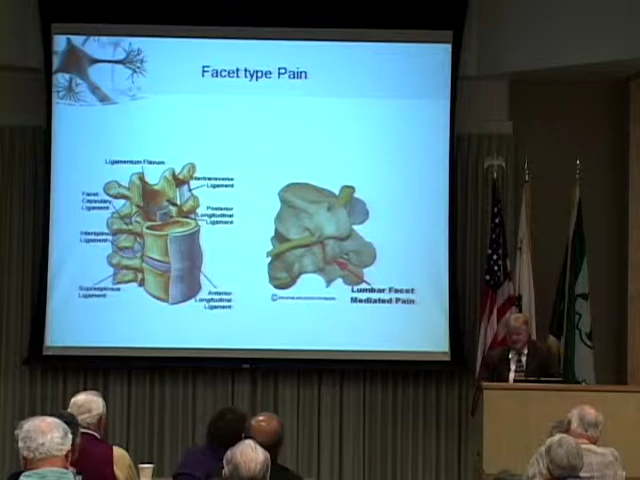 Facet type Pain
Ligamentum Flavum
Intertransverse
Ligament
Facet
Capsulary
Ligament
Posterior
Longitudinal
Ligament
Interspinous
Ligament
Supraspinous
Ligament
Anterior
Longitudinal
Ligament
Lumbar Facet
Mediated Pain